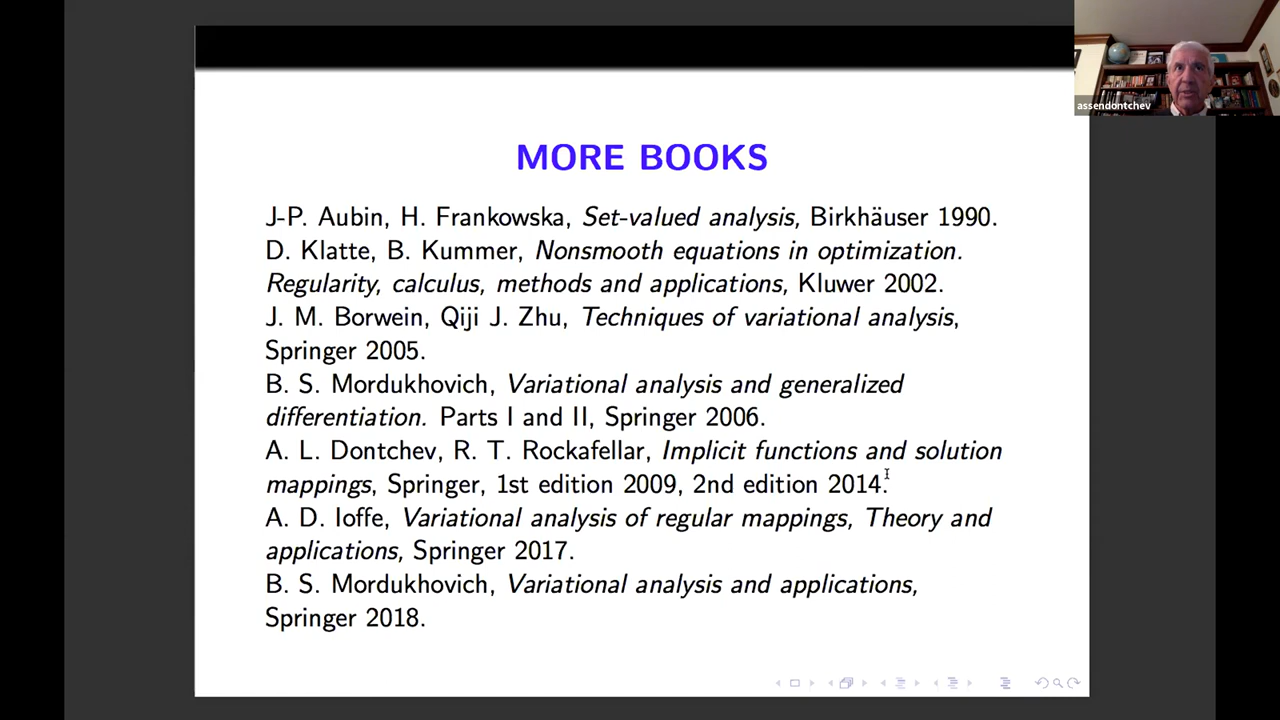 assendontchev
MORE BOOKS
J-P. Aubin, H. Frankowska, Set-valued analysis, Birkhäuser 1990.
D. Klatte, B. Kummer, Nonsmooth equations in optimization.
Regularity, calculus, methods and applications, Kluwer 2002.
J. M. Borwein, Qiji J. Zhu, Techniques of variational analysis,
Springer 2005.
B. S. Mordukhovich, Variational analysis and generalized
differentiation. Parts I and II, Springer 2006.
A. L. Dontchev, R. T. Rockafellar, Implicit functions and solution
mappings, Springer, 1st edition 2009, 2nd edition 2014.
A. D. Ioffe, Variational analysis of regular mappings, Theory and
applications, Springer 2017.
B. S. Mordukhovich, Variational analysis and applications,
Springer 2018.